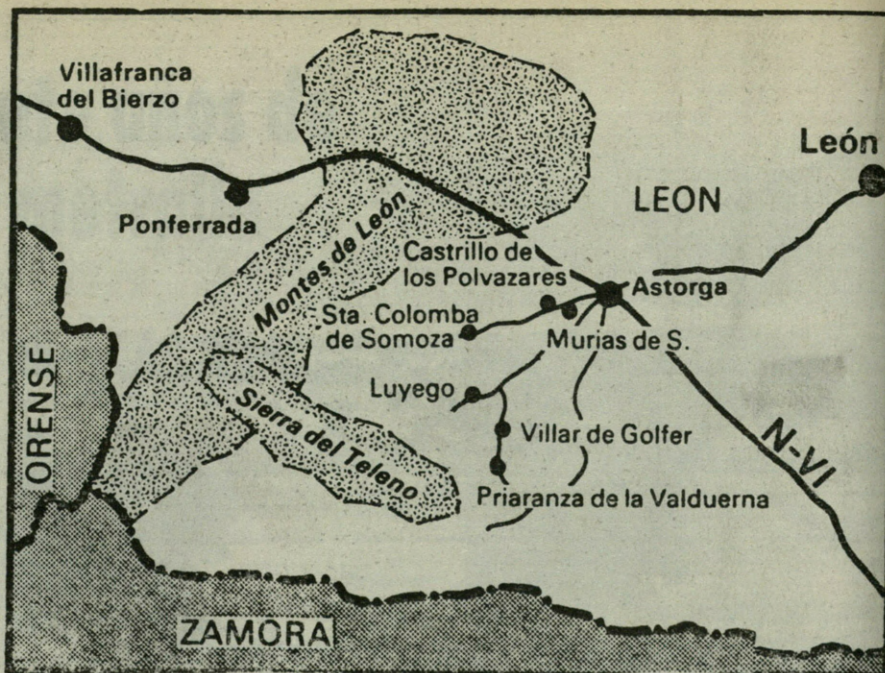 Villafranca
del Bierzo
León
LEON
Ponferrada
Montes de León
Castrillo de
los Polvazares
Astorga
Sta. Colomba
de Somoza
Murias de S.
Luyego
ORENSE
Sierra del Teleno
Villar de Golfer
N-VI
Priaranza de la Valduerna
ZAMORA